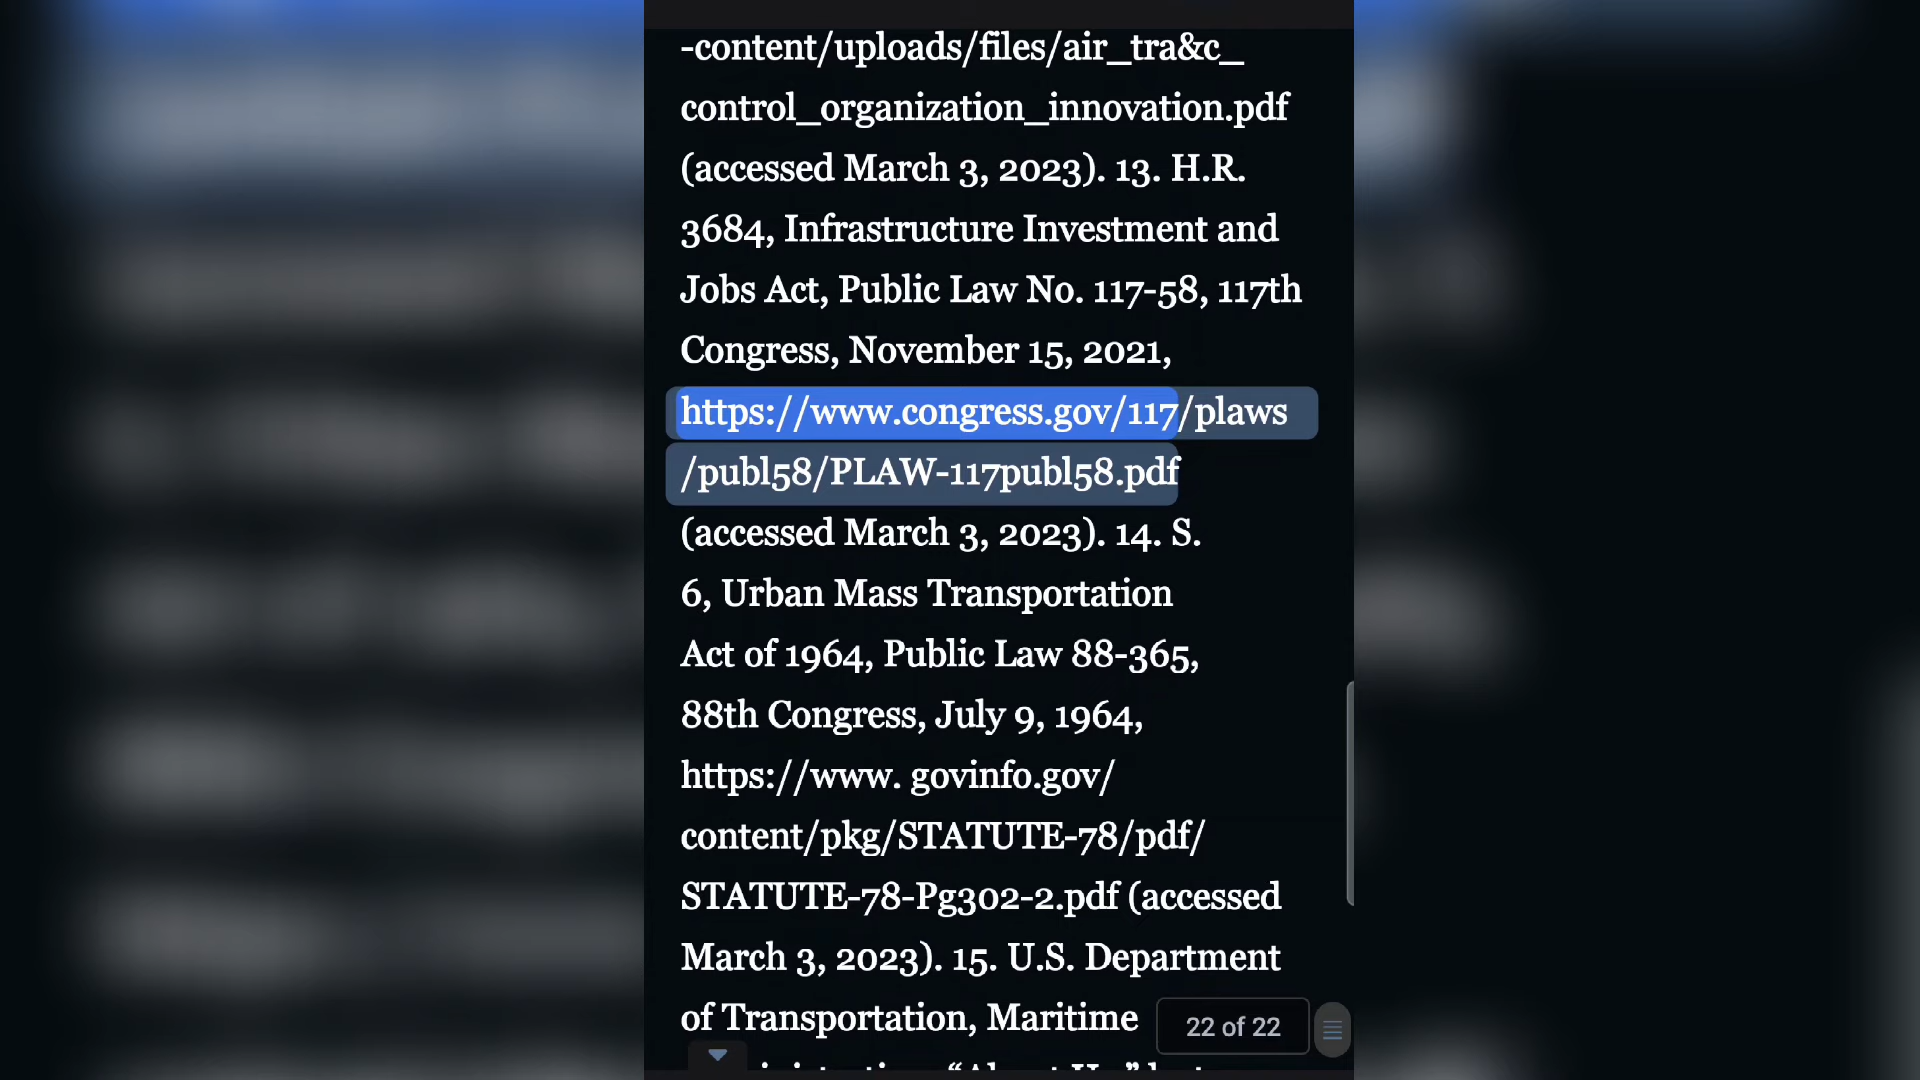 -content/uploads/files/air_tra&c_
control_organization_innovation.pdf
(accessed March 3, 2023). 13. H.R.
3684, Infrastructure Investment and
Jobs Act, Public Law No. 117-58, 117th
Congress, November 15, 2021,
https://www.congress.gov/117/plaws
/publ58/PLAW-117publ58.pdf
(accessed March 3, 2023). 14. S.
6, Urban Mass Transportation
Act of 1964, Public Law 88-365,
88th Congress, July 9, 1964,
https://www. govinfo.gov/
content/pkg/STATUTE-78/pdf/
STATUTE-78-Pg302-2.pdf (accessed
March 3, 2023). 15. U.S. Department
of Transportation, Maritime
22 of 22